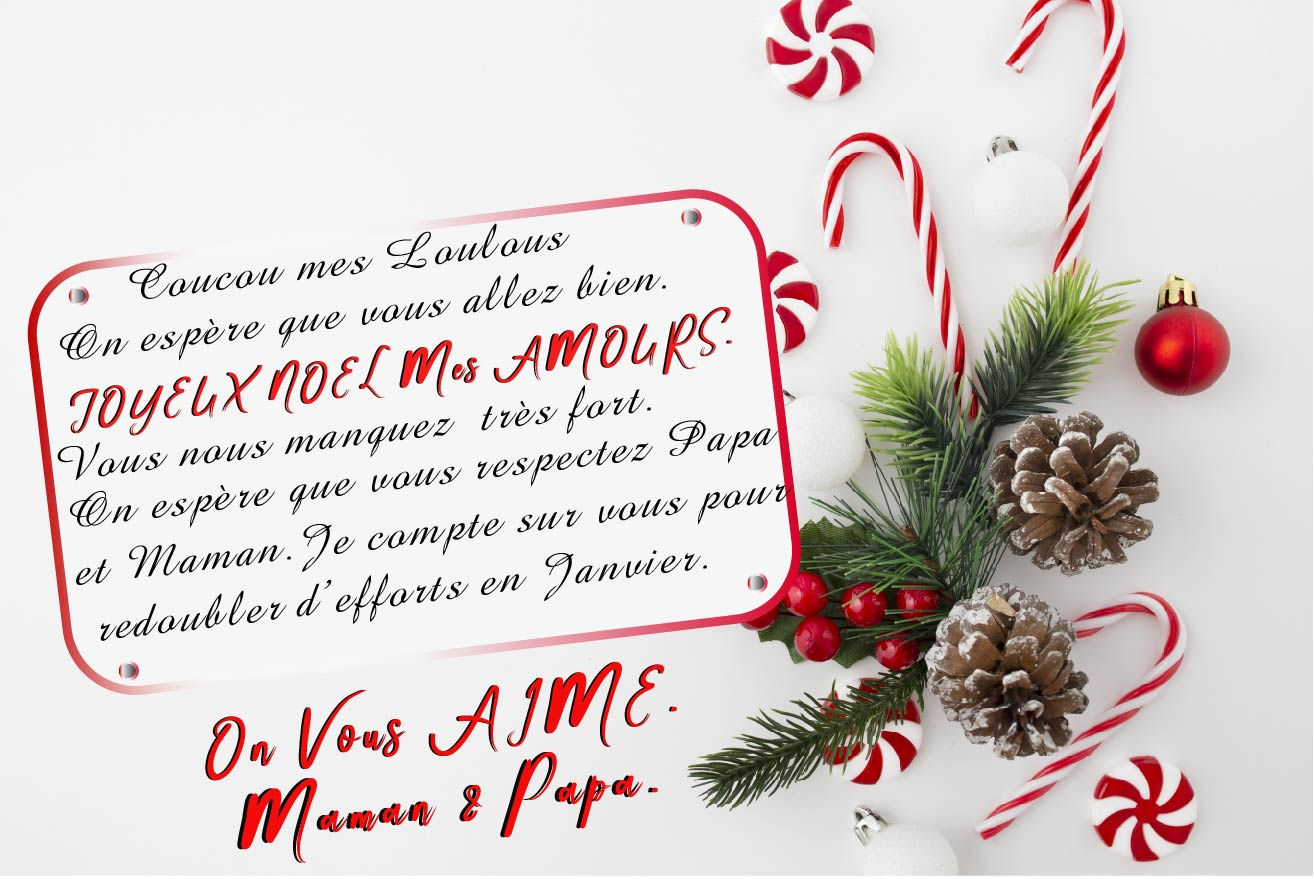 Coucou mes Loulous
On espère que vous allez bien.
JOYEUX NOEL Mes AMOURS.
Vous nous manquez très fort.
On espère que vous respectez Papa
et Maman. Je compte sur vous pour
redoubler d'efforts en Janvier.
On Vous AIME.
Maman & Papa.